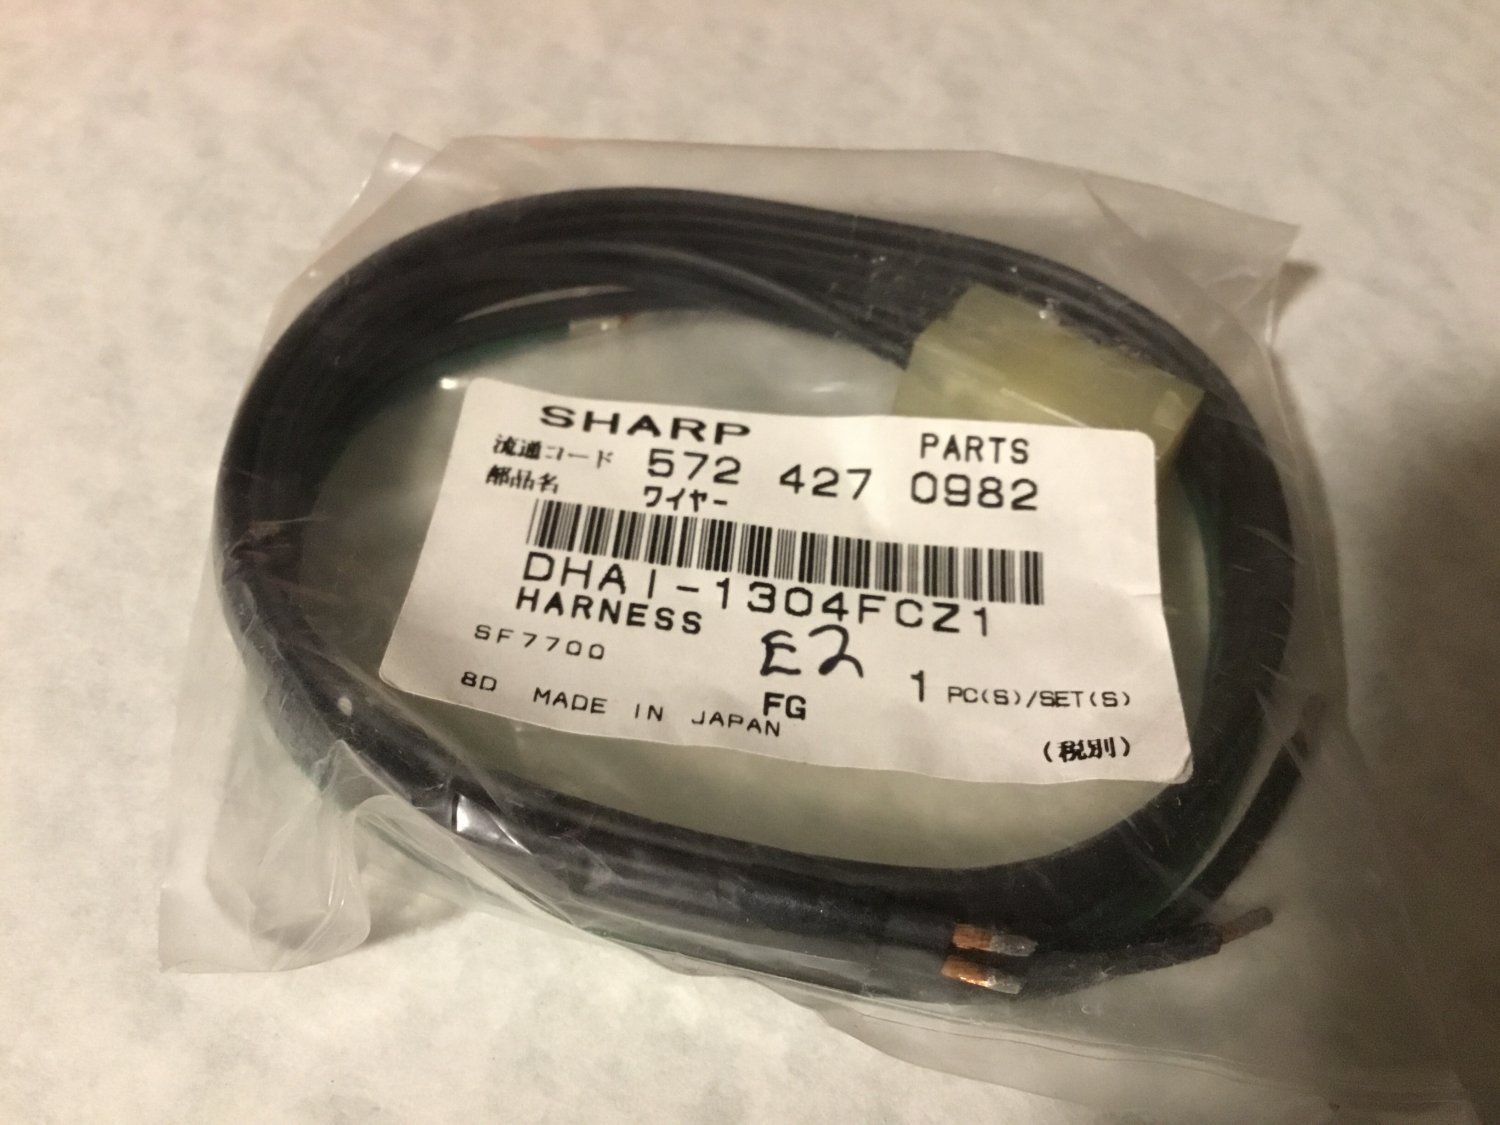 SHARP PARTS
流通コード 572 427 0982
部品名 ワイヤー
DHAI-1304FCZ1
HARNESS
SF7700 E2
8D MADE IN JAPAN FG 1 PC(S)/SET(S)
(税別)